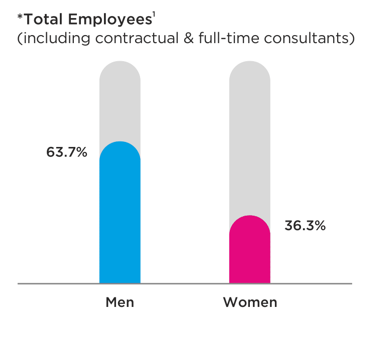 *Total Employees¹
(including contractual & full-time consultants)
63.7%
36.3%
Men
Women